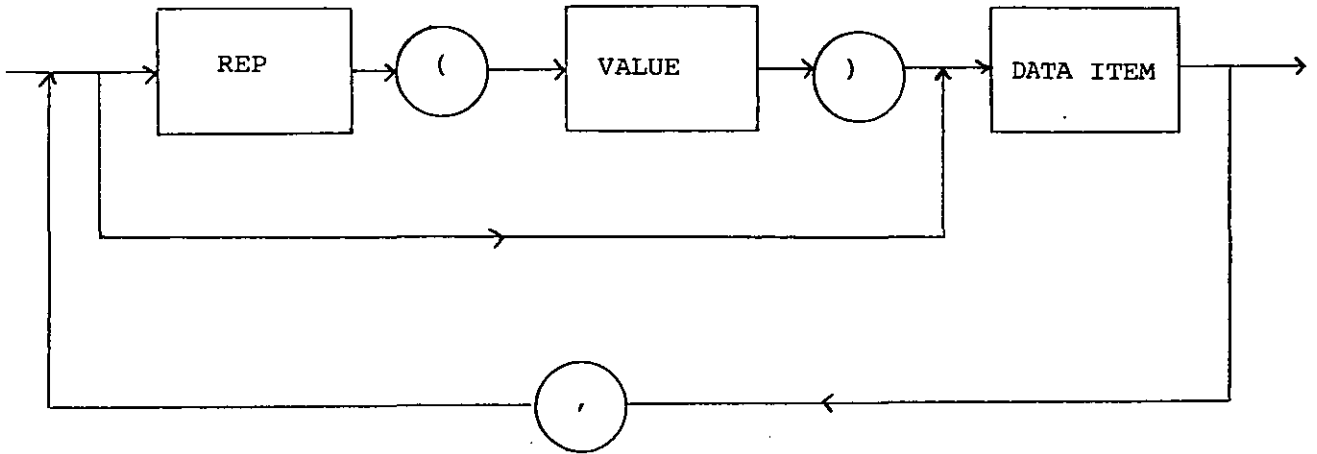 REP ( VALUE ) DATA ITEM
,